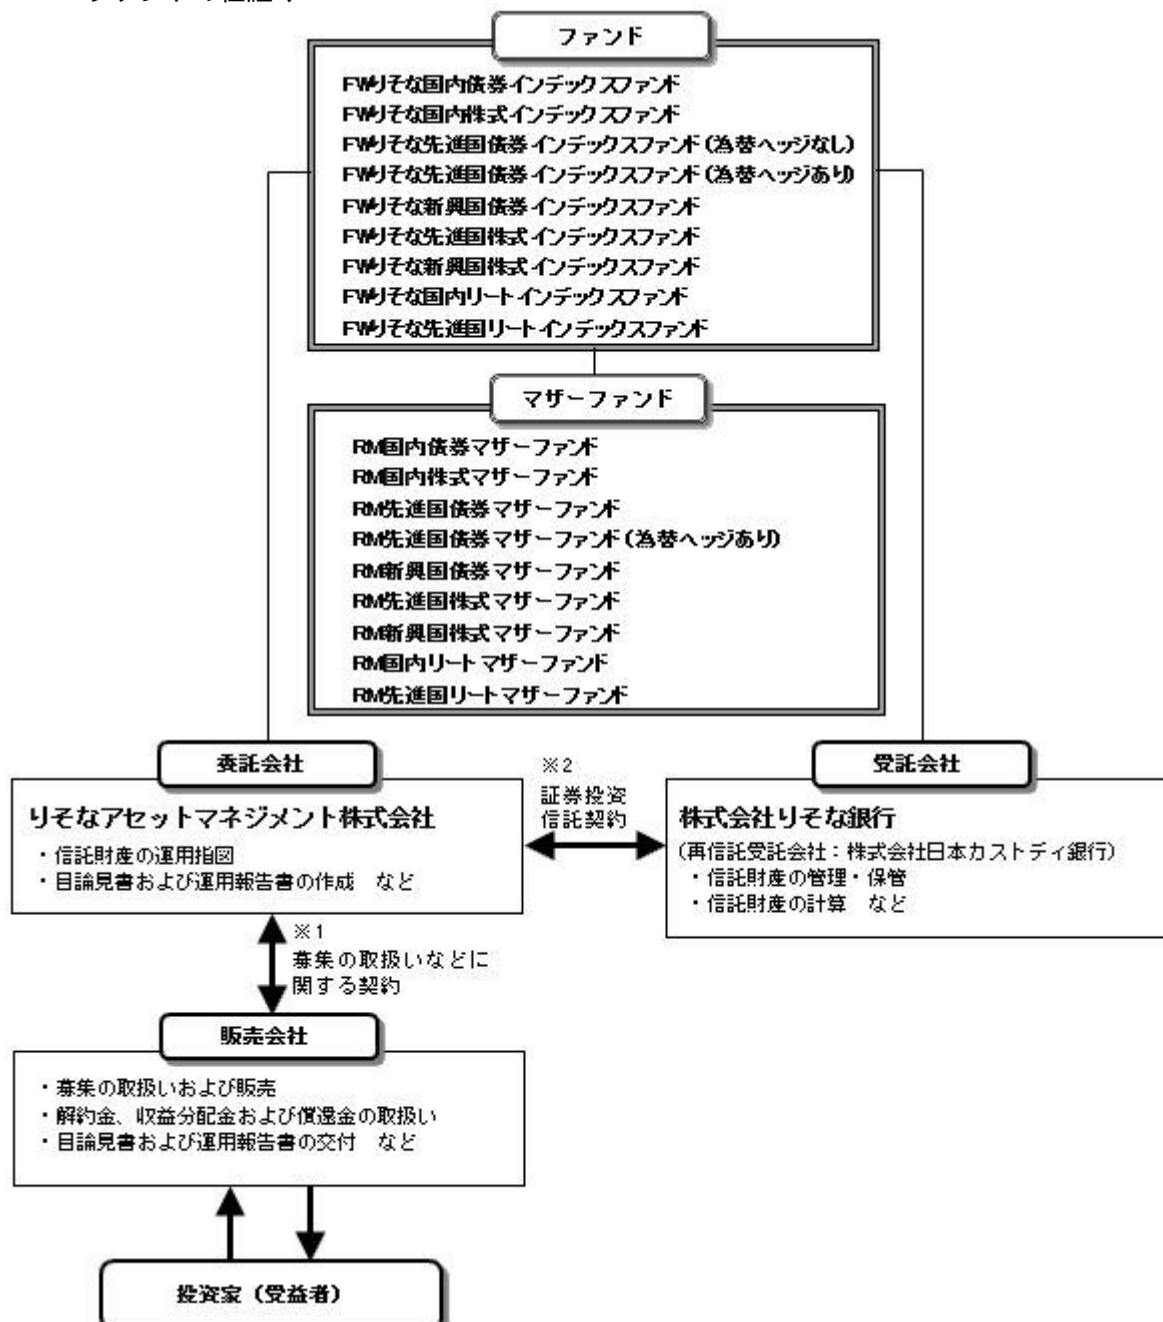 ファンドの仕組み
ファンド
FWりそな国内債券インデックスファンド
FWりそな国内株式インデックスファンド
FWりそな先進国債券インデックスファンド(為替ヘッジなし)
FWりそな先進国債券インデックスファンド(為替ヘッジあり)
FWりそな新興国債券インデックスファンド
FWりそな先進国株式インデックスファンド
FWりそな新興国株式インデックスファンド
FWりそな国内リートインデックスファンド
FWりそな先進国リートインデックスファンド
マザーファンド
RM国内債券マザーファンド
RM国内株式マザーファンド
RM先進国債券マザーファンド
RM先進国債券マザーファンド(為替ヘッジあり)
RM新興国債券マザーファンド
RM先進国株式マザーファンド
RM新興国株式マザーファンド
RM国内リートマザーファンド
RM先進国リートマザーファンド
委託会社
りそなアセットマネジメント株式会社
・信託財産の運用指図
・目論見書および運用報告書の作成 など
※2
証券投資
信託契約
受託会社
株式会社りそな銀行
(再信託受託会社:株式会社日本カストディ銀行)
・信託財産の管理・保管
・信託財産の計算 など
※1
募集の取扱いなどに
関する契約
販売会社
・募集の取扱いおよび販売
・解約金、収益分配金および償還金の取扱い
・目論見書および運用報告書の交付 など
投資家(受益者)